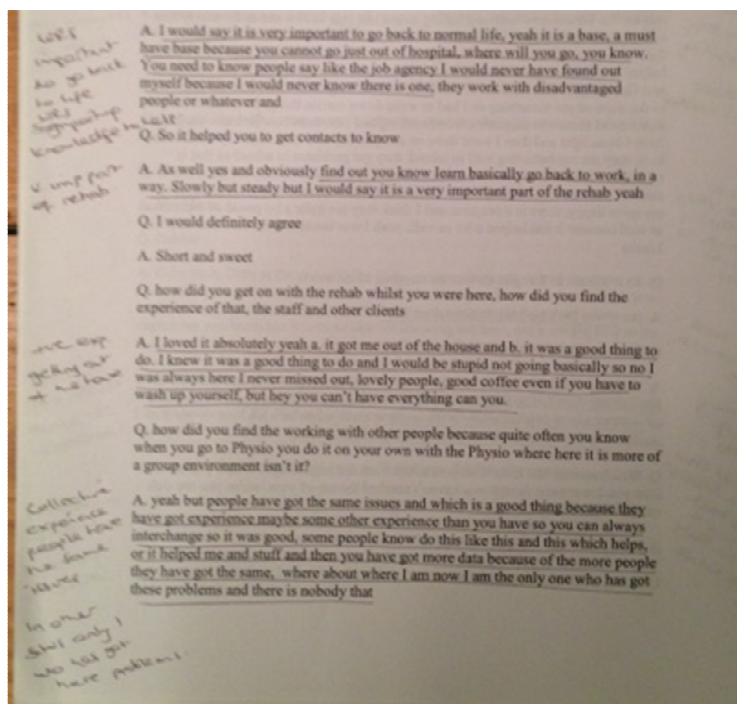 important
A. I would say it is very important to go back to normal life, yeah it is a base, a must
to go back
have base because you cannot go just out of hospital, where will you go, you know.
to life
You need to know people say like the job agency I would never have found out
myself because I would never know there is one, they work with disadvantaged
people or whatever and
knowledge
Q. So it helped you to get contacts to know
A. As well yes and obviously find out you know learn basically go back to work, in a
V imp part
way. Slowly but steady but I would say it is a very important part of the rehab yeah
of rehab
Q. I would definitely agree
A. Short and sweet
Q. how did you get on with the rehab whilst you were here, how did you find the
experience of that, the staff and other clients
+ve exp
A. I loved it absolutely yeah a. it got me out of the house and b. it was a good thing to
getting out
do. I knew it was a good thing to do and I would be stupid not going basically so no I
of the house
was always here I never missed out, lovely people, good coffee even if you have to
wash up yourself, but hey you can't have everything can you.
Q. how did you find the working with other people because quite often you know
when you go to Physio you do it on your own with the Physio where here it is more of
a group environment isn't it?
Collective
A. yeah but people have got the same issues and which is a good thing because they
experience
have got experience maybe some other experience than you have so you can always
people have
interchange so it was good, some people know do this like this and this which helps,
the same
or it helped me and stuff and then you have got more data because of the more people
issues
they have got the same, where about where I am now I am the only one who has got
these problems and there is nobody that
In other
only 1
who has got
these problems.